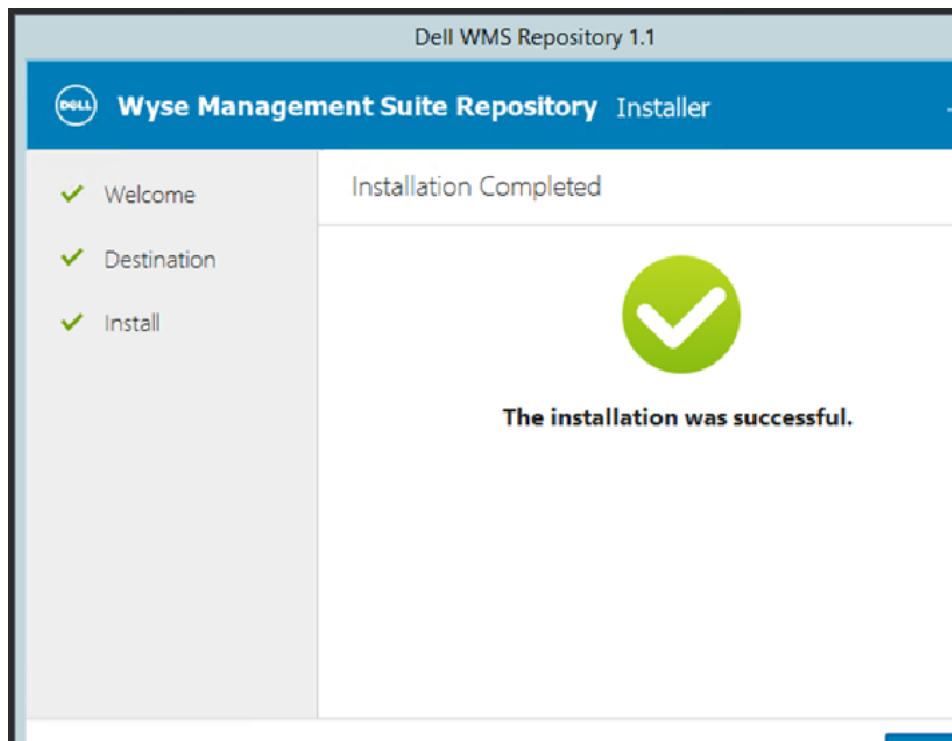 Dell WMS Repository 1.1
DELL Wyse Management Suite Repository Installer
Welcome
Destination
Install
Installation Completed
The installation was successful.